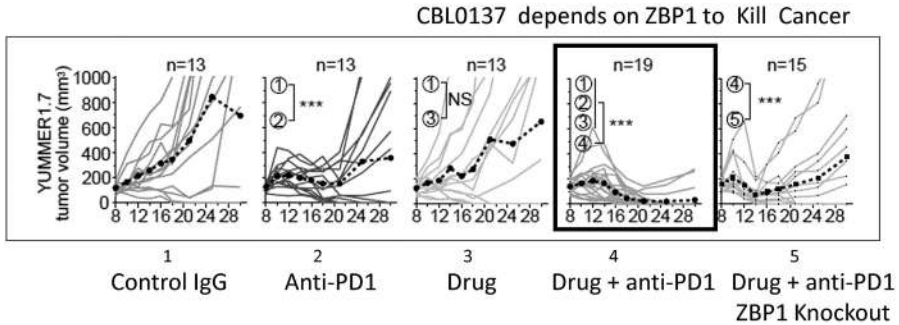 CBL0137 depends on ZBP1 to Kill Cancer
n=13 n=13 n=13 n=19 n=15
YUMMER1.7
tumor volume (mm³)
1000
800
600
400
200
0
① ② ***
① ③ NS
① ② ③ ④ ***
④ ⑤ ***
8 12 16 20 24 28 8 12 16 20 24 28 8 12 16 20 24 28 8 12 16 20 24 28 8 12 16 20 24 28
1 2 3 4 5
Control IgG Anti-PD1 Drug Drug + anti-PD1 Drug + anti-PD1
ZBP1 Knockout